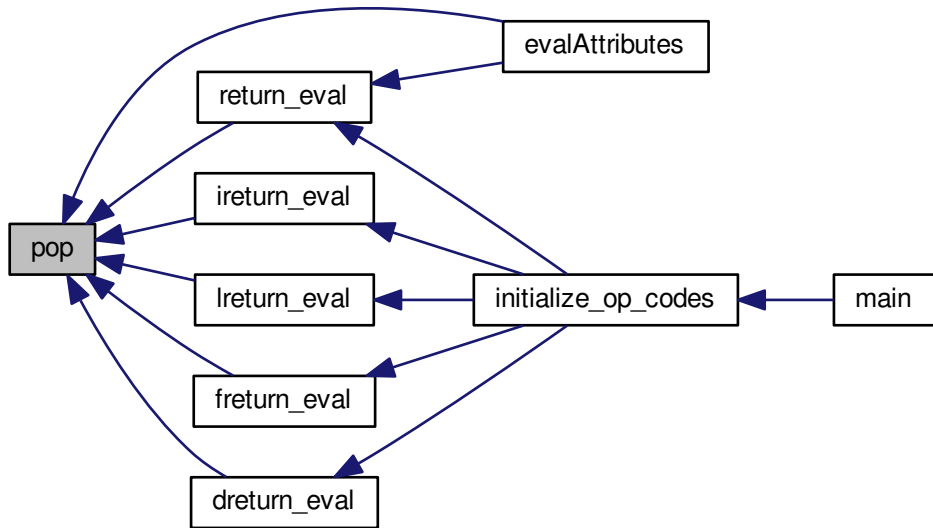 evalAttributes
return_eval
ireturn_eval
pop
lreturn_eval
initialize_op_codes
main
freturn_eval
dreturn_eval